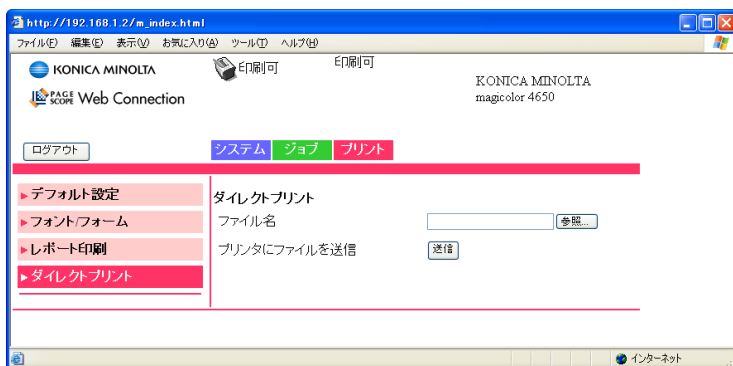 http://192.168.1.2/m_index.html
ファイル(F) 編集(E) 表示(V) お気に入り(A) ツール(T) ヘルプ(H)
KONICA MINOLTA
印刷可
印刷可
KONICA MINOLTA
magicolor 4650
PAGE SCOPE Web Connection
ログアウト
システム ジョブ プリント
デフォルト設定
ダイレクトプリント
フォント/フォーム
ファイル名
参照...
レポート印刷
プリンタにファイルを送信
送信
ダイレクトプリント
インターネット